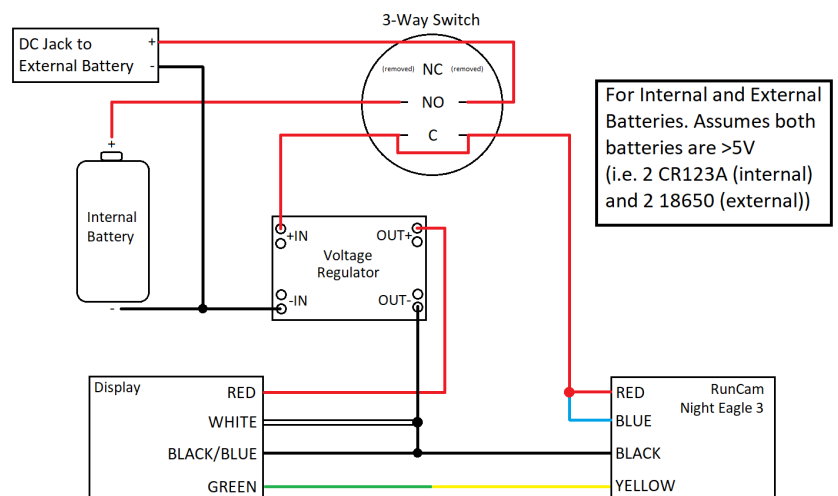 3-Way Switch
DC Jack to
External Battery
+
-
(removed) NC (removed)
NO
C
For Internal and External
Batteries. Assumes both
batteries are >5V
(i.e. 2 CR123A (internal)
and 2 18650 (external))
+
Internal
Battery
-
+IN
OUT+
Voltage
Regulator
-IN
OUT-
Display
RED
WHITE
BLACK/BLUE
GREEN
RunCam
Night Eagle 3
RED
BLUE
BLACK
YELLOW